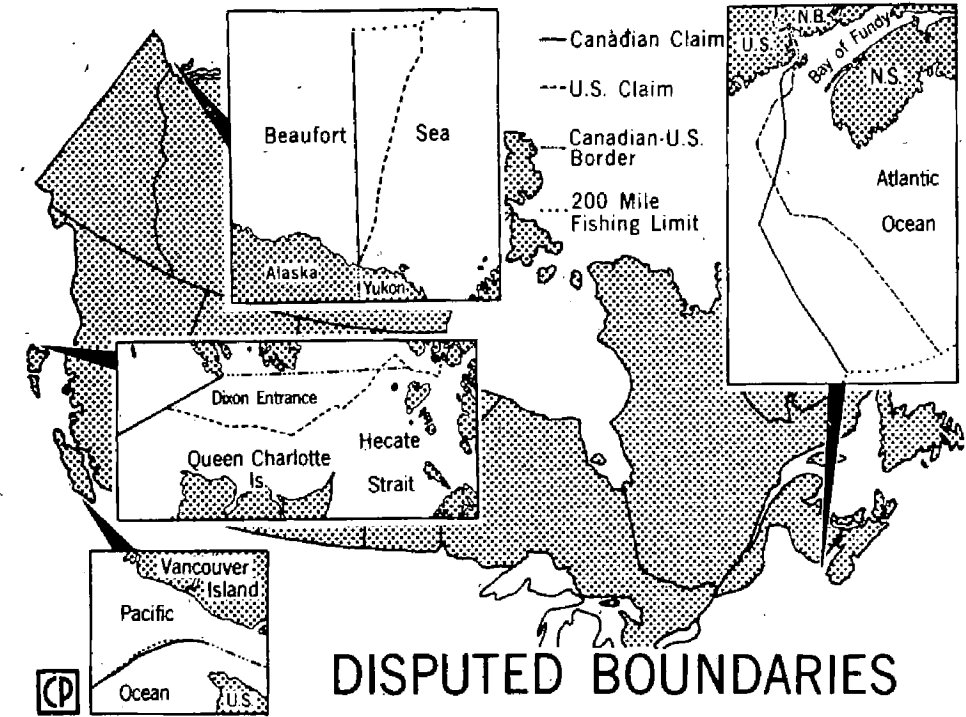 Canadian Claim
U.S. Claim
Canadian-U.S.
Border
200 Mile
Fishing Limit
Beaufort Sea
Alaska
Yukon
U.S.
N.B.
Bay of Fundy
N.S.
Atlantic
Ocean
Dixon Entrance
Hecate
Strait
Queen Charlotte
Is.
Vancouver
Island
Pacific
Ocean
U.S.
CP
DISPUTED BOUNDARIES